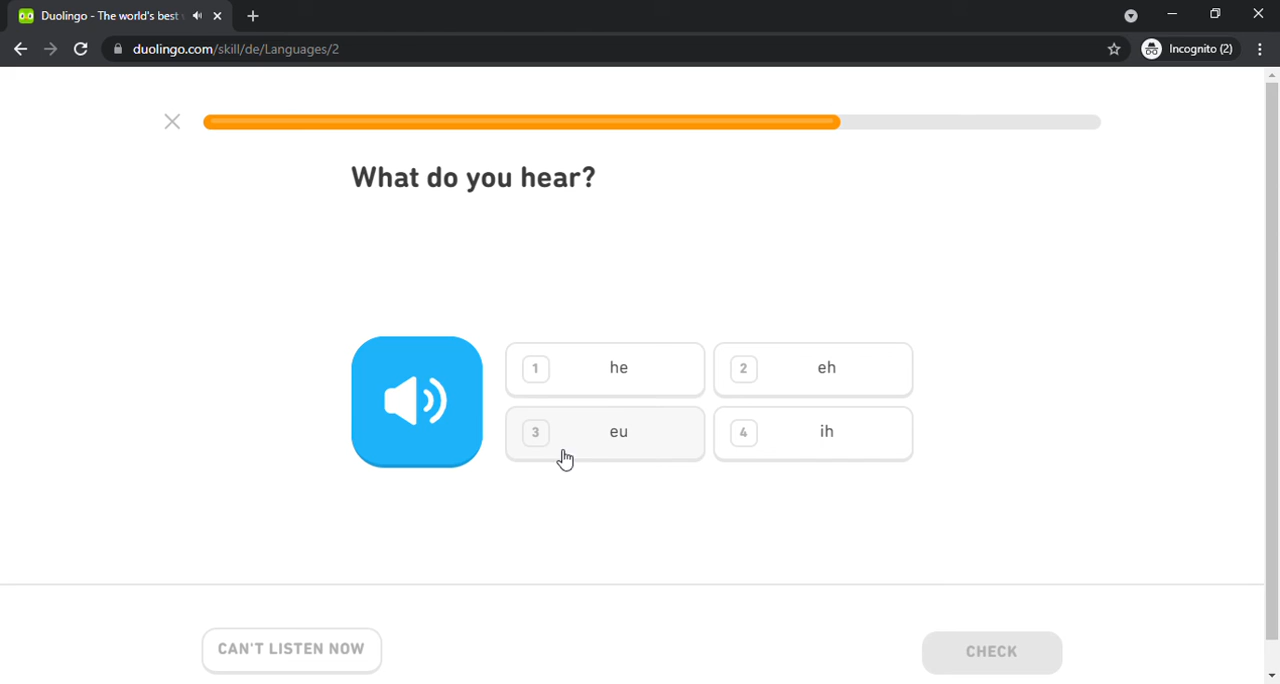 Duolingo - The world's best
duolingo.com/skill/de/Languages/2
Incognito (2)
What do you hear?
1 he
2 eh
3 eu
4 ih
CAN'T LISTEN NOW
CHECK